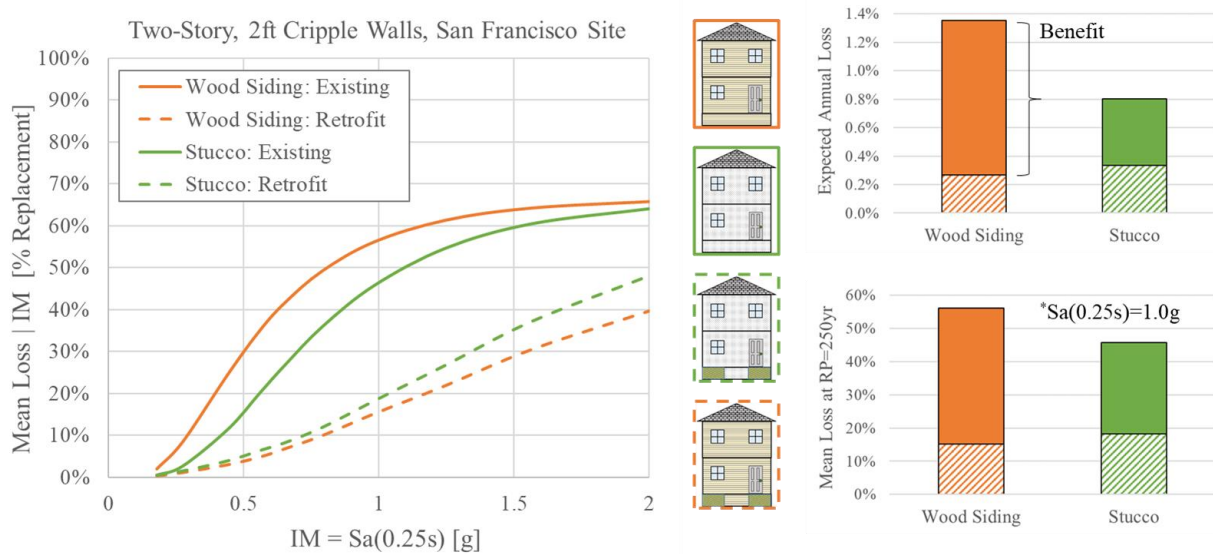 Two-Story, 2ft Cripple Walls, San Francisco Site
Mean Loss | IM [% Replacement]
100%
90%
80%
70%
60%
50%
40%
30%
20%
10%
0%
Wood Siding: Existing
Wood Siding: Retrofit
Stucco: Existing
Stucco: Retrofit
0 0.5 1 1.5 2
IM = Sa(0.25s) [g]
Expected Annual Loss
1.4%
1.2%
1.0%
0.8%
0.6%
0.4%
0.2%
0.0%
Benefit
Wood Siding Stucco
Mean Loss at RP=250yr
60%
50%
40%
30%
20%
10%
0%
*Sa(0.25s)=1.0g
Wood Siding Stucco